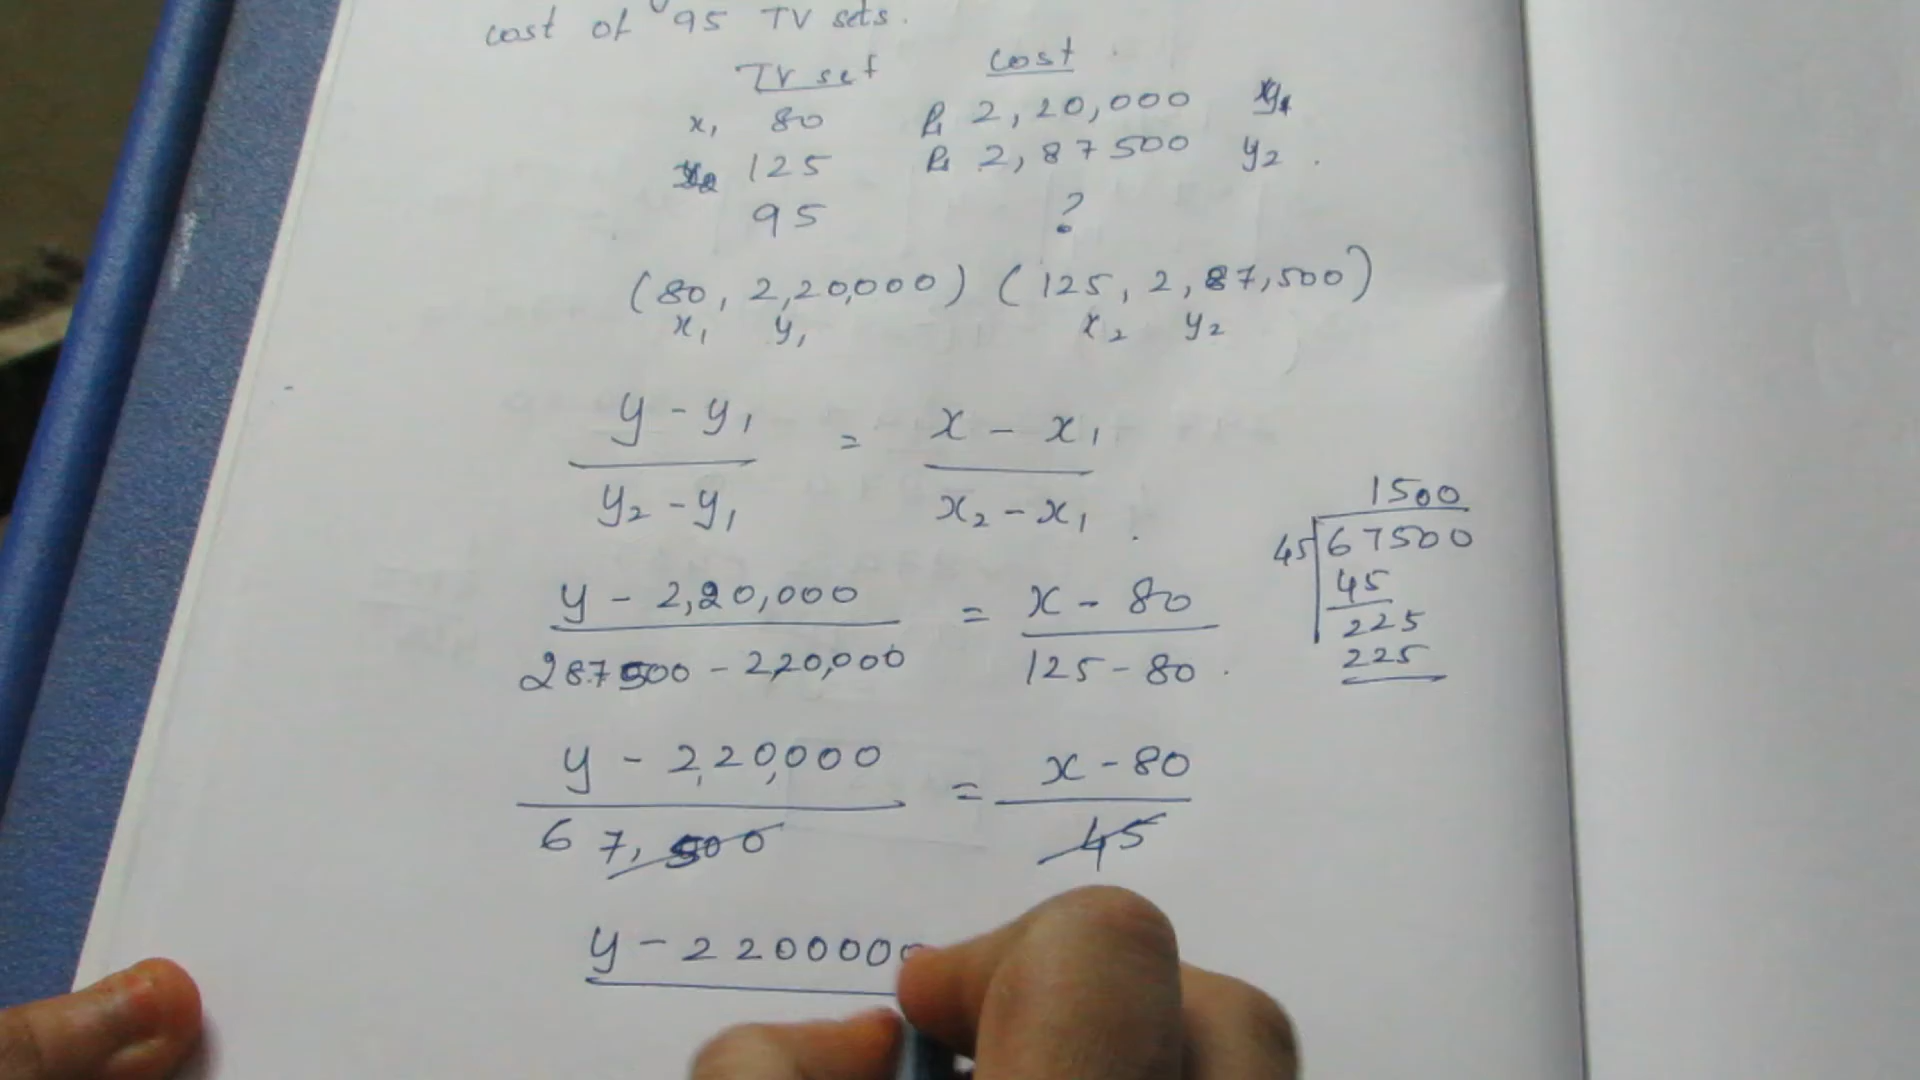 cost of 95 TV sets.
TV set cost
x₁ 80 ₨ 2,20,000 y₁
x₂ 125 ₨ 2,87500 y₂
95 ?
(80, 2,20,000) (125, 2,87,500)
x₁ y₁ x₂ y₂
y - y₁ = x - x₁
y₂ - y₁ x₂ - x₁
y - 2,20,000 = x - 80
287500 - 220,000 125 - 80
y - 2,20,000 = x - 80
67,500 45
y - 220000
1500
45 67500
45
225
225